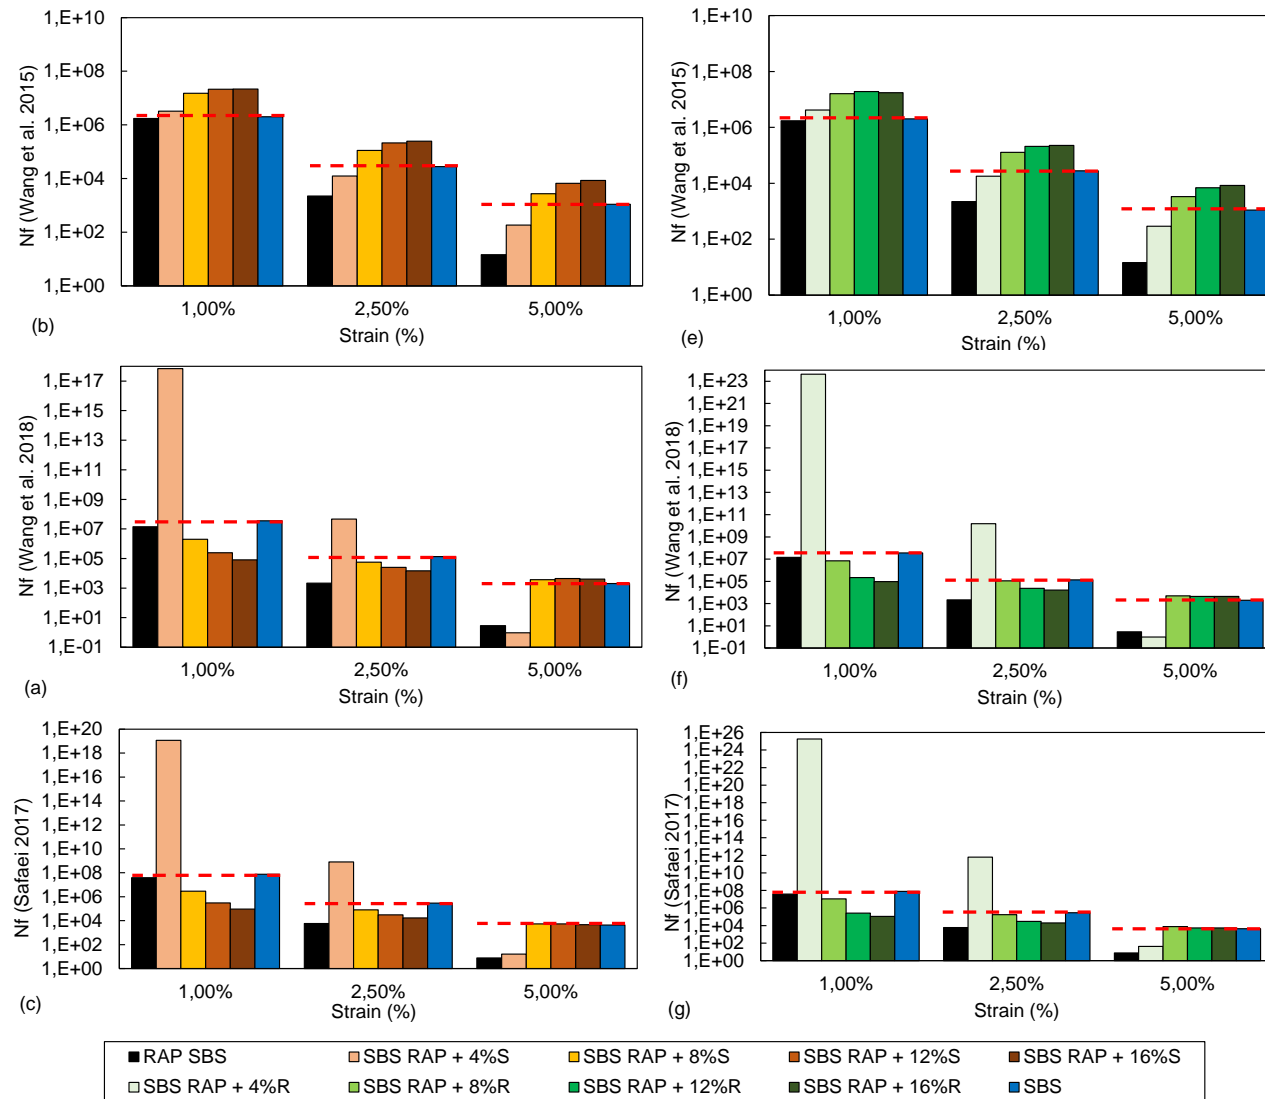 1,E+10
1,E+08
1,E+06
1,E+04
1,E+02
1,E+00
Nf (Wang et al. 2015)
1,00%
2,50%
5,00%
Strain (%)
(b)
1,E+10
1,E+08
1,E+06
1,E+04
1,E+02
1,E+00
Nf (Wang et al. 2015)
1,00%
2,50%
5,00%
Strain (%)
(e)
1,E+17
1,E+15
1,E+13
1,E+11
1,E+09
1,E+07
1,E+05
1,E+03
1,E+01
1,E-01
Nf (Wang et al. 2018)
1,00%
2,50%
5,00%
Strain (%)
(a)
1,E+23
1,E+21
1,E+19
1,E+17
1,E+15
1,E+13
1,E+11
1,E+09
1,E+07
1,E+05
1,E+03
1,E+01
1,E-01
Nf (Wang et al. 2018)
1,00%
2,50%
5,00%
Strain (%)
(f)
1,E+20
1,E+18
1,E+16
1,E+14
1,E+12
1,E+10
1,E+08
1,E+06
1,E+04
1,E+02
1,E+00
Nf (Safaei 2017)
1,00%
2,50%
5,00%
Strain (%)
(c)
1,E+26
1,E+24
1,E+22
1,E+20
1,E+18
1,E+16
1,E+14
1,E+12
1,E+10
1,E+08
1,E+06
1,E+04
1,E+02
1,E+00
Nf (Safaei 2017)
1,00%
2,50%
5,00%
Strain (%)
(g)
RAP SBS
SBS RAP + 4%S
SBS RAP + 8%S
SBS RAP + 12%S
SBS RAP + 16%S
SBS RAP + 4%R
SBS RAP + 8%R
SBS RAP + 12%R
SBS RAP + 16%R
SBS